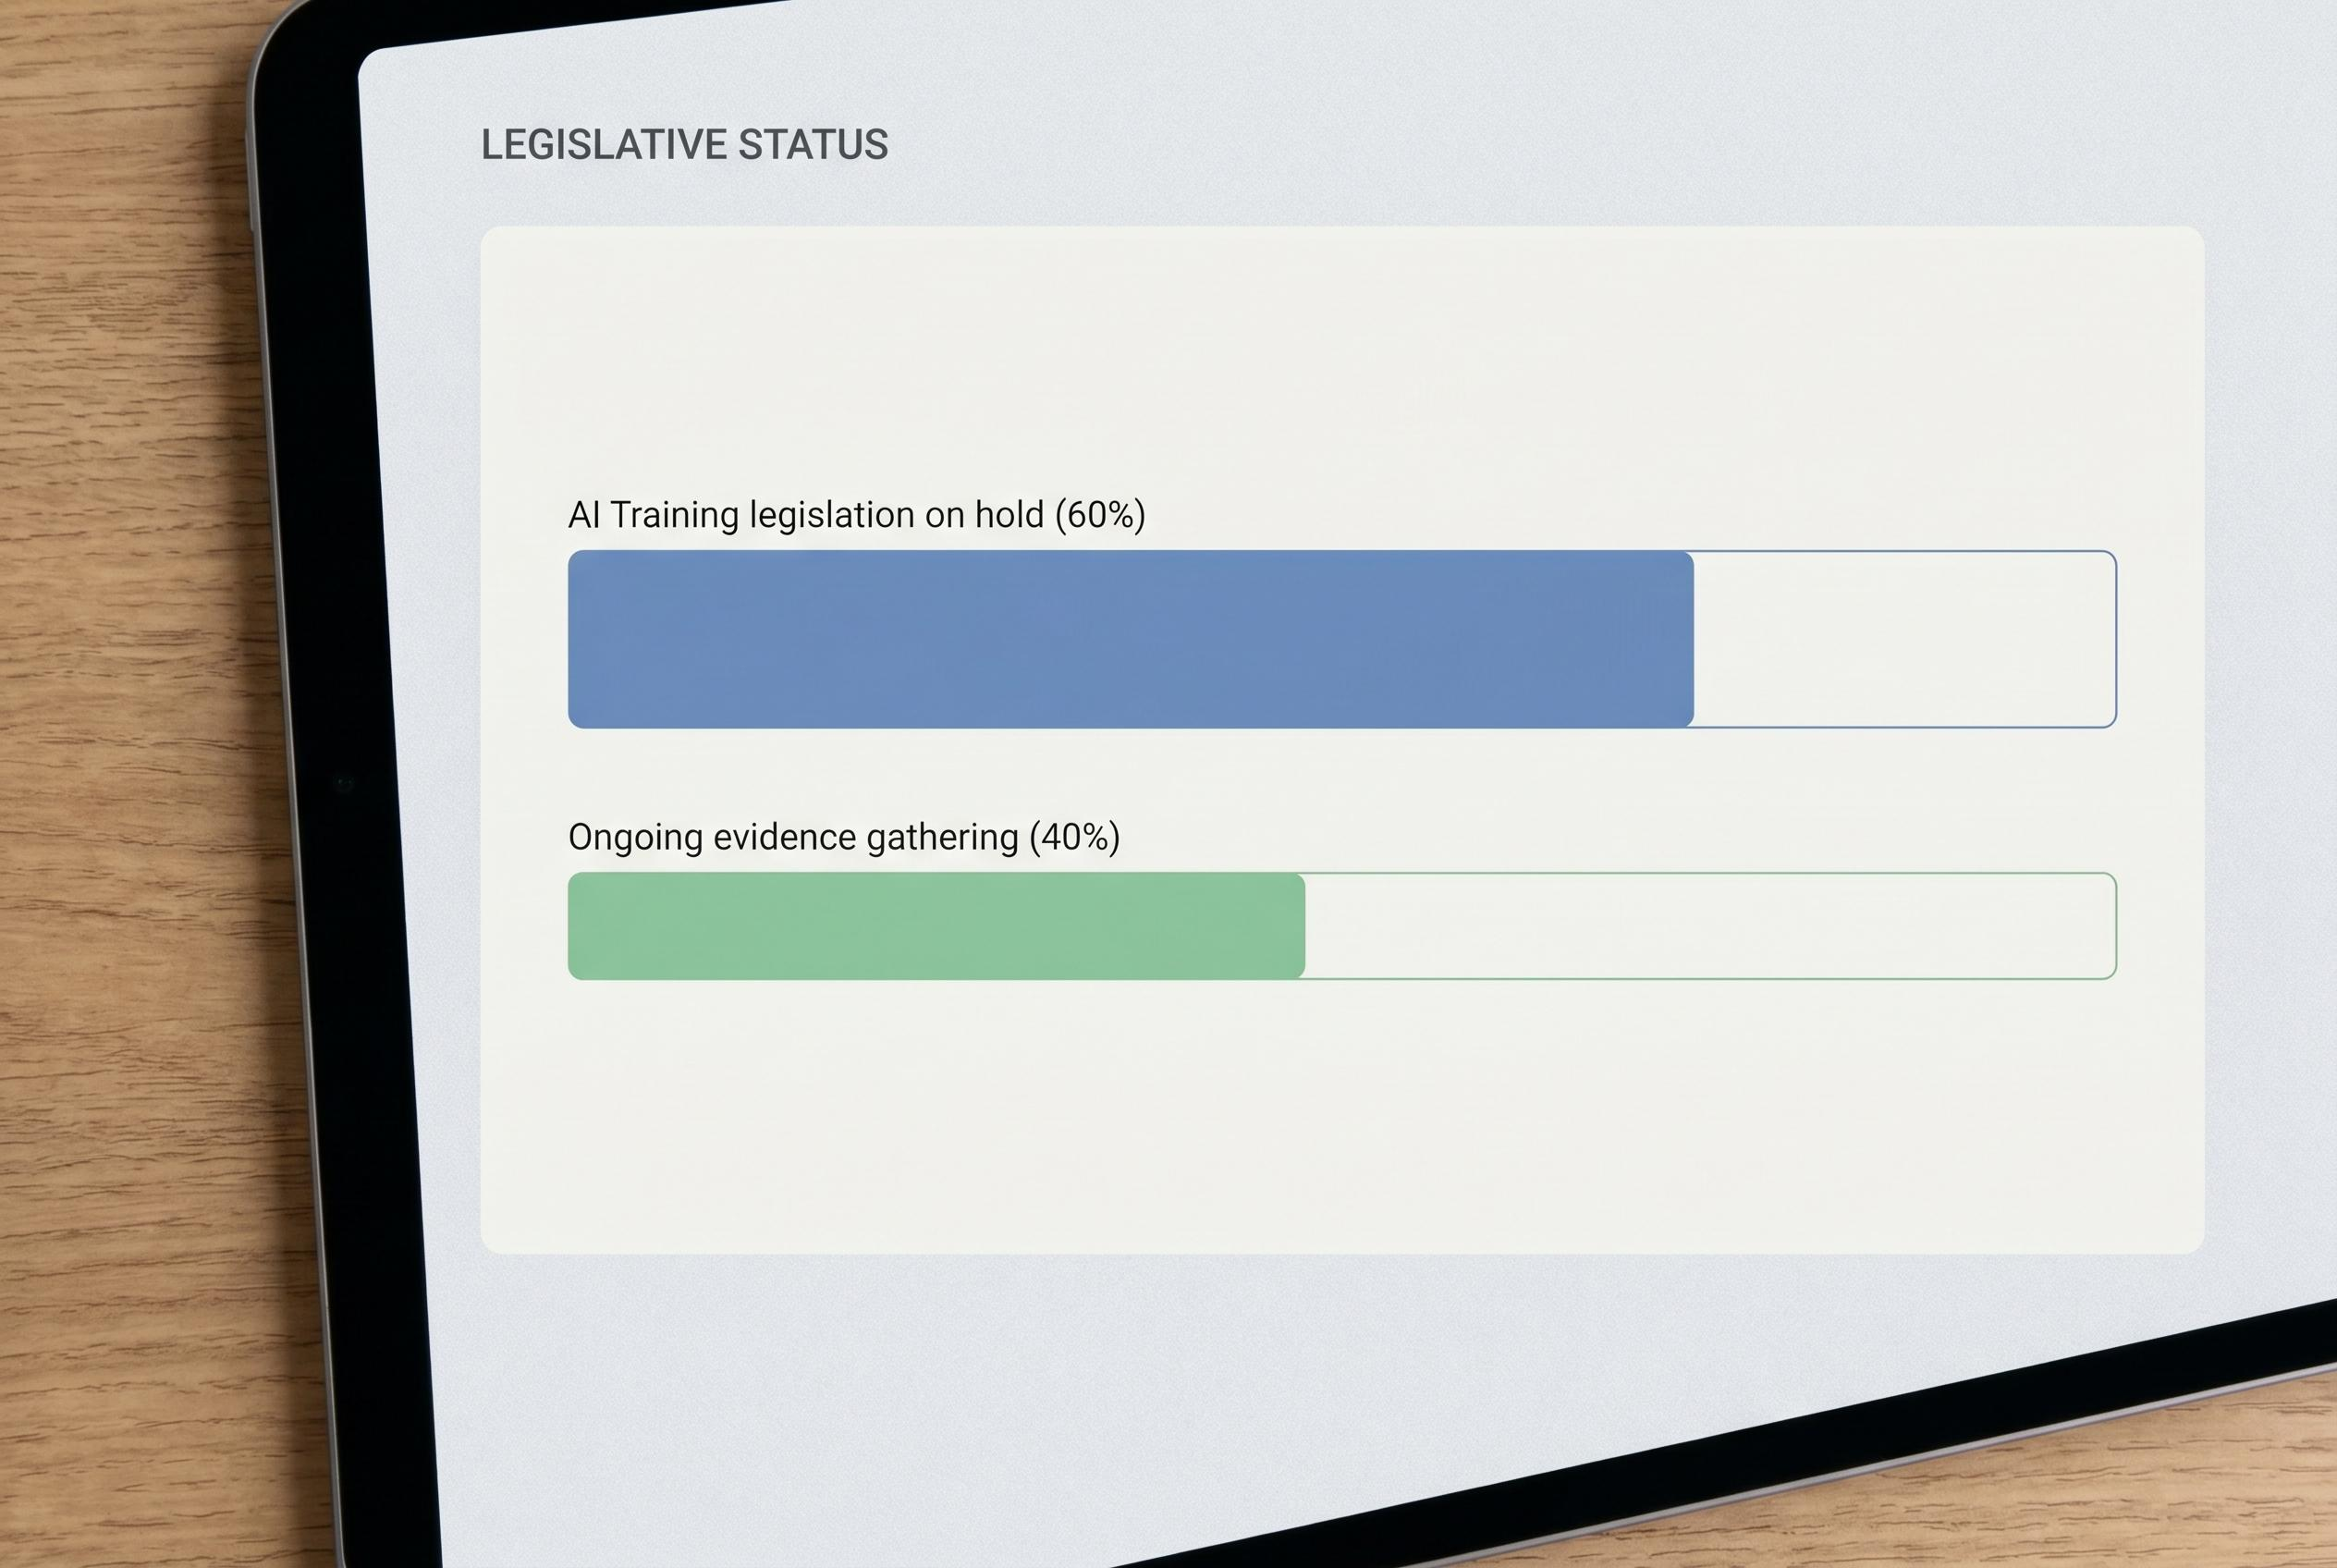 LEGISLATIVE STATUS
AI Training legislation on hold (60%)
Ongoing evidence gathering (40%)